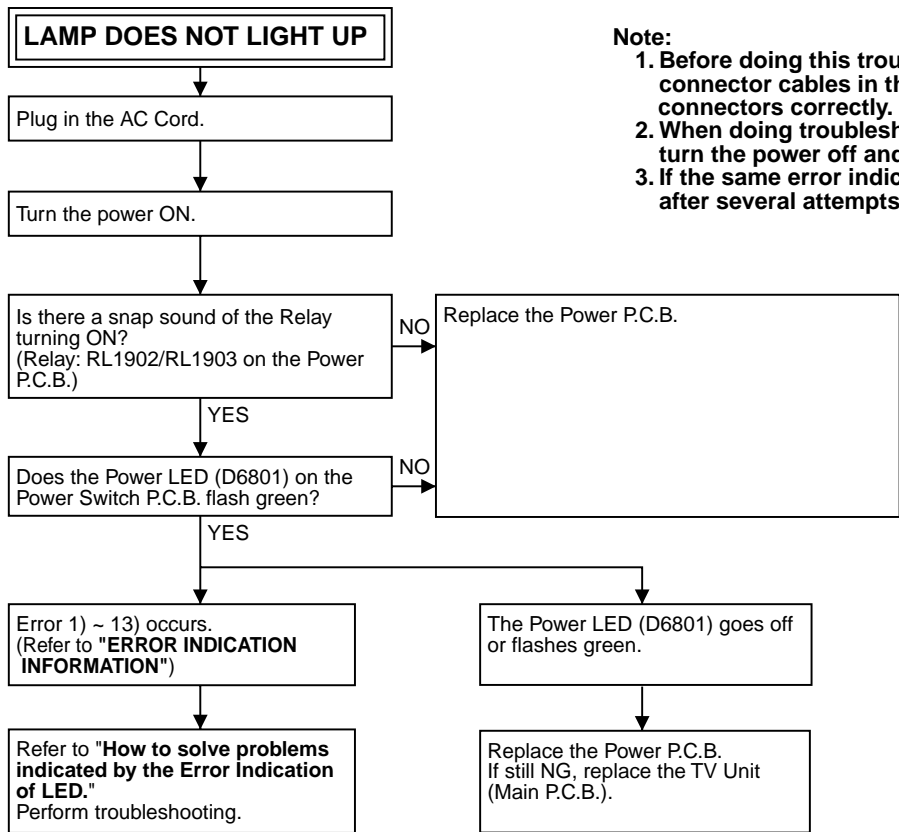 LAMP DOES NOT LIGHT UP
Note:
1. Before doing this
connector cables in
connectors correctly.
2. When doing
turn the power off
3. If the same error
after several attempts
Plug in the AC Cord.
Turn the power ON.
Is there a snap sound of the Relay
turning ON?
(Relay: RL1902/RL1903 on the Power
P.C.B.)
NO
Replace the Power P.C.B.
YES
Does the Power LED (D6801) on the
Power Switch P.C.B. flash green?
NO
YES
Error 1) ~ 13) occurs.
(Refer to "ERROR INDICATION
INFORMATION")
The Power LED (D6801) goes off
or flashes green.
Refer to "How to solve problems
indicated by the Error Indication
of LED."
Perform troubleshooting.
Replace the Power P.C.B.
If still NG, replace the TV Unit
(Main P.C.B.).